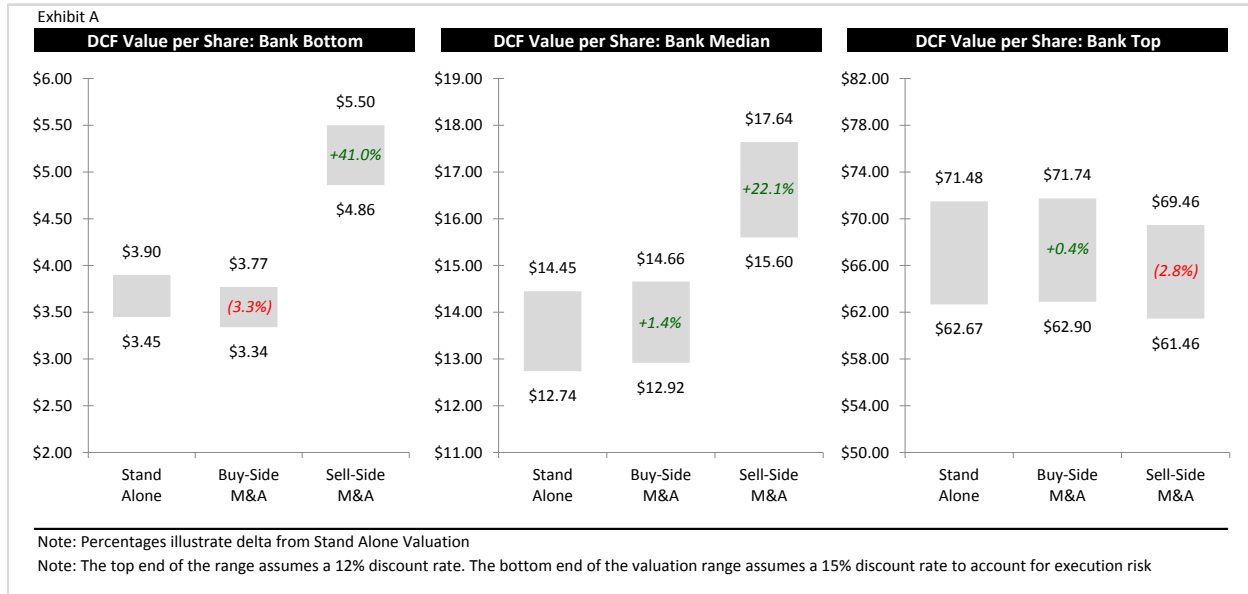 Exhibit A
DCF Value per Share: Bank Bottom
$6.00
$5.50
$5.00
$4.50
$4.00
$3.50
$3.00
$2.50
$2.00
$3.90
$3.45
$3.77
(3.3%)
$3.34
$5.50
+41.0%
$4.86
Stand
Alone
Buy-Side
M&A
Sell-Side
M&A
DCF Value per Share: Bank Median
$19.00
$18.00
$17.00
$16.00
$15.00
$14.00
$13.00
$12.00
$11.00
$14.45
$12.74
$14.66
+1.4%
$12.92
$17.64
+22.1%
$15.60
Stand
Alone
Buy-Side
M&A
Sell-Side
M&A
DCF Value per Share: Bank Top
$82.00
$78.00
$74.00
$70.00
$66.00
$62.00
$58.00
$54.00
$50.00
$71.48
$62.67
$71.74
+0.4%
$62.90
$69.46
(2.8%)
$61.46
Stand
Alone
Buy-Side
M&A
Sell-Side
M&A
Note: Percentages illustrate delta from Stand Alone Valuation
Note: The top end of the range assumes a 12% discount rate. The bottom end of the valuation range assumes a 15% discount rate to account for execution risk